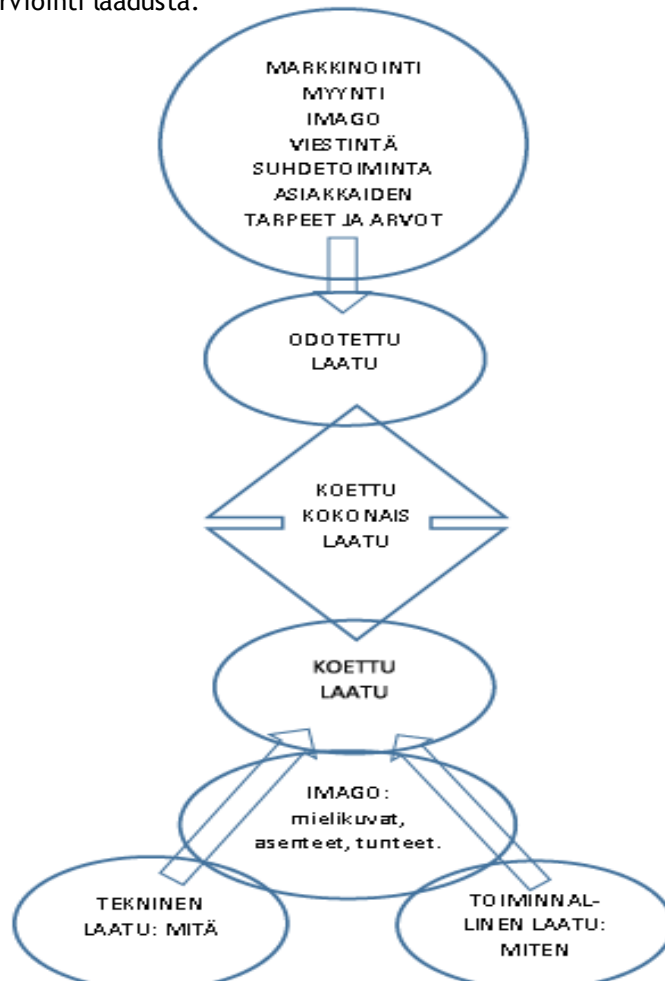 rviointi laadusta.
MARKKINOINTI
MYYNTI
IMAGO
VIESTINTÄ
SUHDETOIMINTA
ASIAKKAIDEN
TARPEET JA ARVOT
ODOTETTU
LAATU
KOETTU
KOKONAIS
LAATU
KOETTU
LAATU
IMAGO:
mielikuvat,
asenteet, tunteet.
TEKNINEN
LAATU: MITÄ
TOIMINNAL-
LINEN LAATU:
MITEN